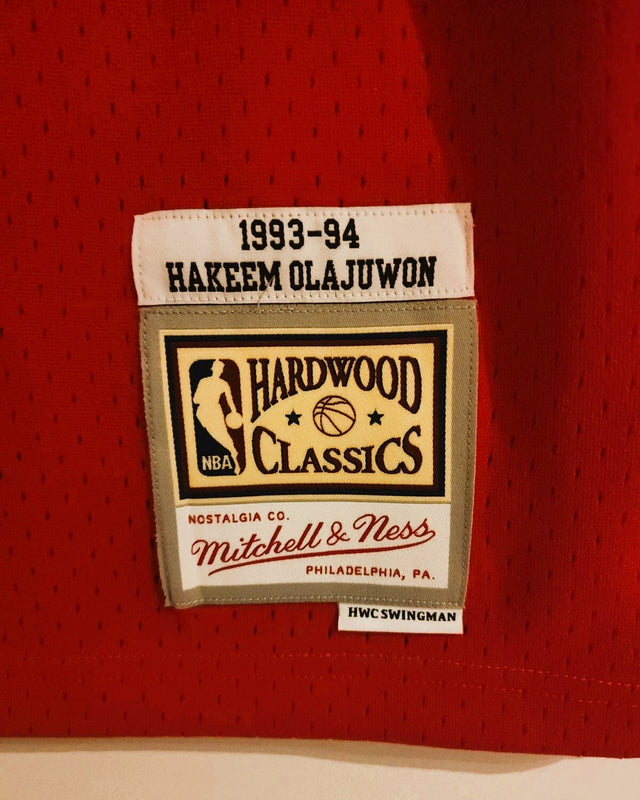 1993-94
HAKEEM OLAJUWON
HARDWOOD
CLASSICS
NBA
NOSTALGIA CO.
Mitchell & Ness
PHILADELPHIA, PA.
HWC SWINGMAN